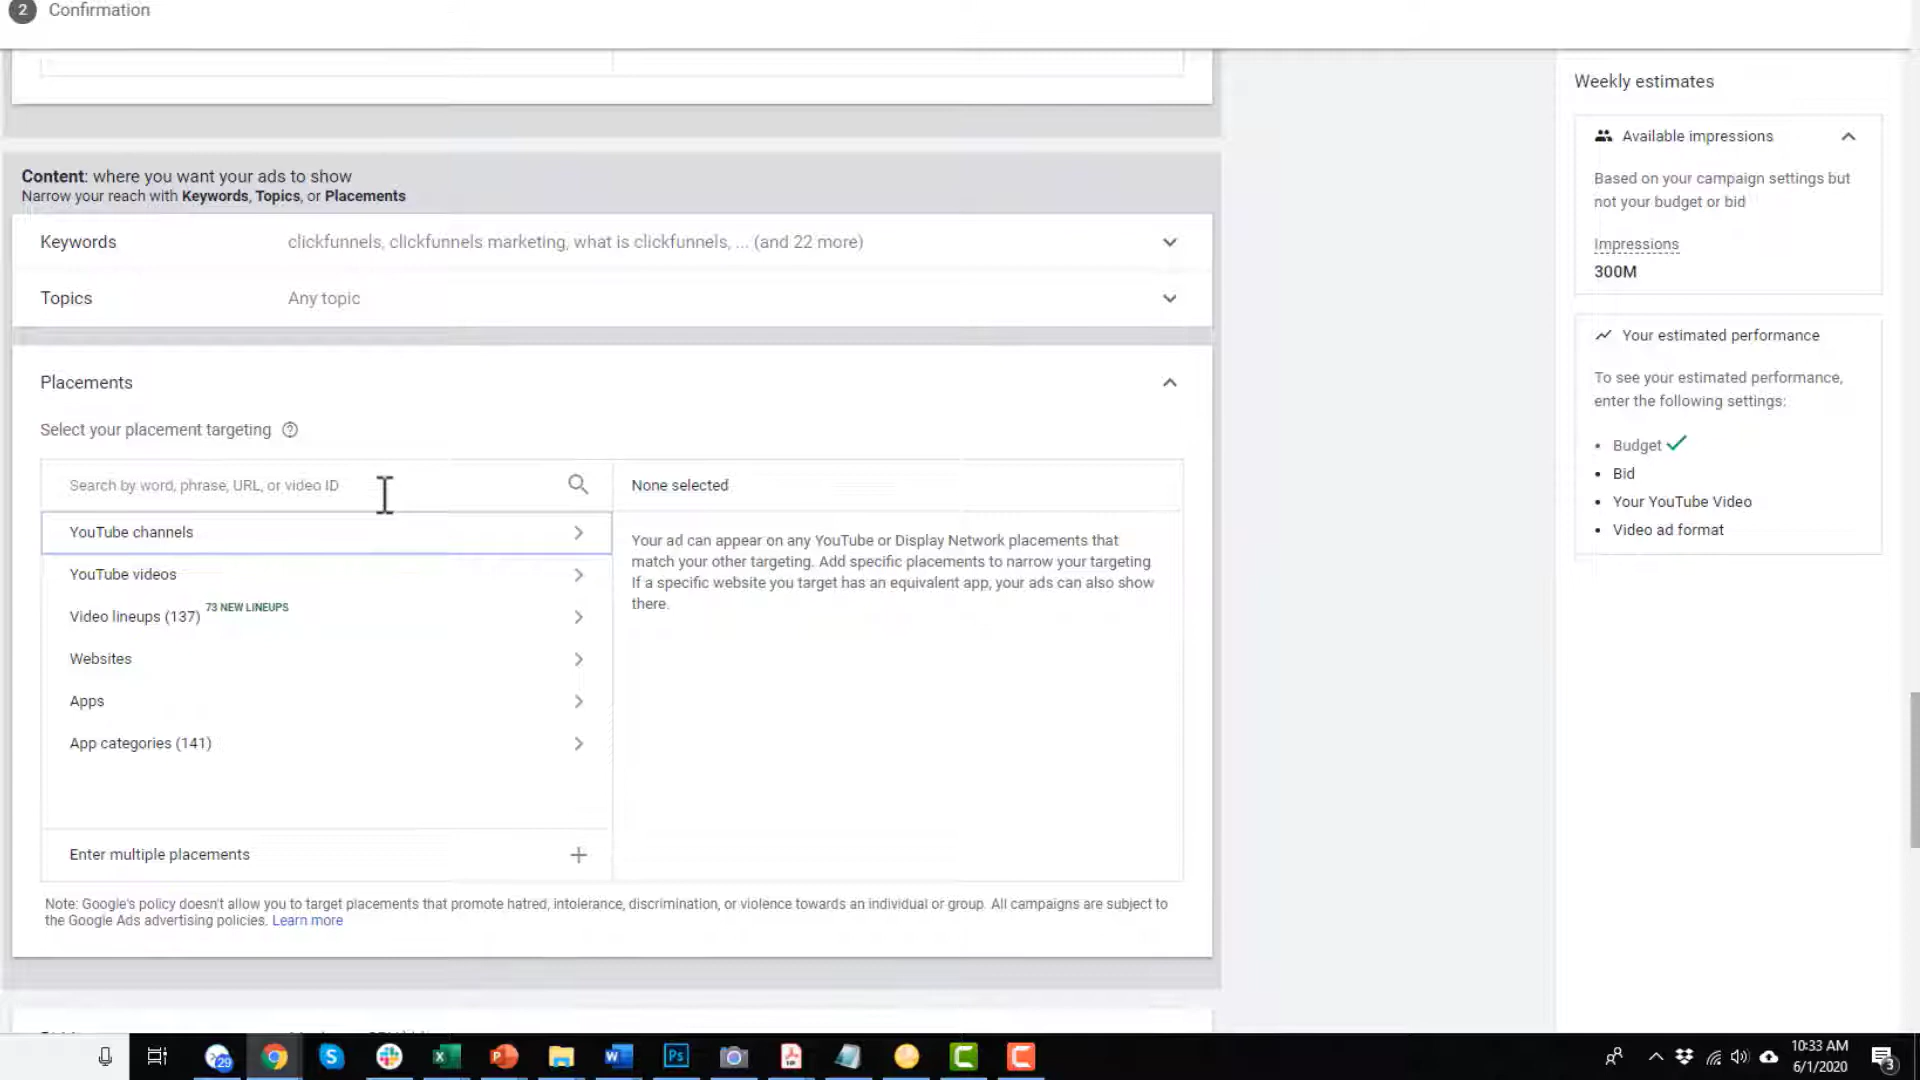 2 Confirmation
Content: where you want your ads to show
Narrow your reach with Keywords, Topics, or Placements
Keywords clickfunnels, clickfunnels marketing, what is clickfunnels, ... (and 22 more)
Topics Any topic
Placements
Select your placement targeting
Search by word, phrase, URL, or video ID
None selected
YouTube channels
YouTube videos
Video lineups (137) 73 NEW LINEUPS
Websites
Apps
App categories (141)
Enter multiple placements
Your ad can appear on any YouTube or Display Network placements that
match your other targeting. Add specific placements to narrow your targeting
If a specific website you target has an equivalent app, your ads can also show
there.
Note: Google's policy doesn't allow you to target placements that promote hatred, intolerance, discrimination, or violence towards an individual or group. All campaigns are subject to
the Google Ads advertising policies. Learn more
Weekly estimates
Available impressions
Based on your campaign settings but
not your budget or bid
Impressions
300M
Your estimated performance
To see your estimated performance,
enter the following settings:
• Budget
• Bid
• Your YouTube Video
• Video ad format
29
Ps
10:33 AM
6/1/2020
3